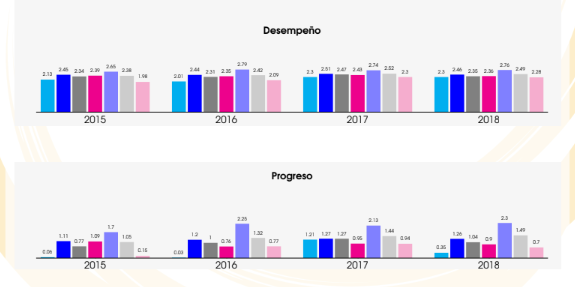 Desempeño
2.13 2.45 2.34 2.39 2.65 2.38 1.98
2.01 2.44 2.31 2.35 2.79 2.42 2.09
2.3 2.51 2.47 2.43 2.74 2.52 2.2
2.3 2.46 2.35 2.36 2.76 2.49 2.28
2015 2016 2017 2018
Progreso
0.06 1.11 0.77 1.09 1.7 1.05 0.15
0.03 1.2 1 0.76 2.25 1.32 0.77
1.21 1.27 1.27 0.95 2.13 1.44 0.94
0.35 1.26 1.04 0.9 2.3 1.49 0.7
2015 2016 2017 2018